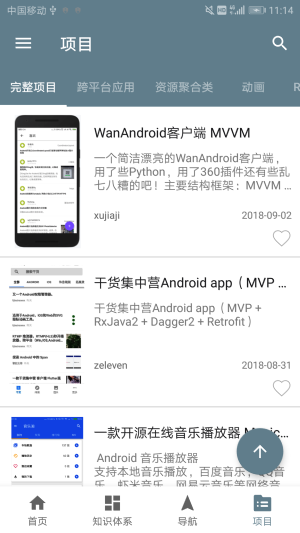 中国移动
11:14
项目
完整项目 跨平台应用 资源聚合类 动画
WanAndroid客户端 MVVM
一个简洁漂亮的WanAndroid客户端，
用了些Python，用了360插件还有些乱
七八糟的吧！主要结构框架：MVVM ...
xujiaji 2018-09-02
干货集中营Android app（MVP ...
干货集中营Android app（MVP +
RxJava2 + Dagger2 + Retrofit）
zeleven 2018-08-31
一款开源在线音乐播放器
Android 音乐播放器
支持本地音乐播放，百度音乐，
乐，虾米音乐，网易云音乐等网络音
首页 知识体系 导航 项目